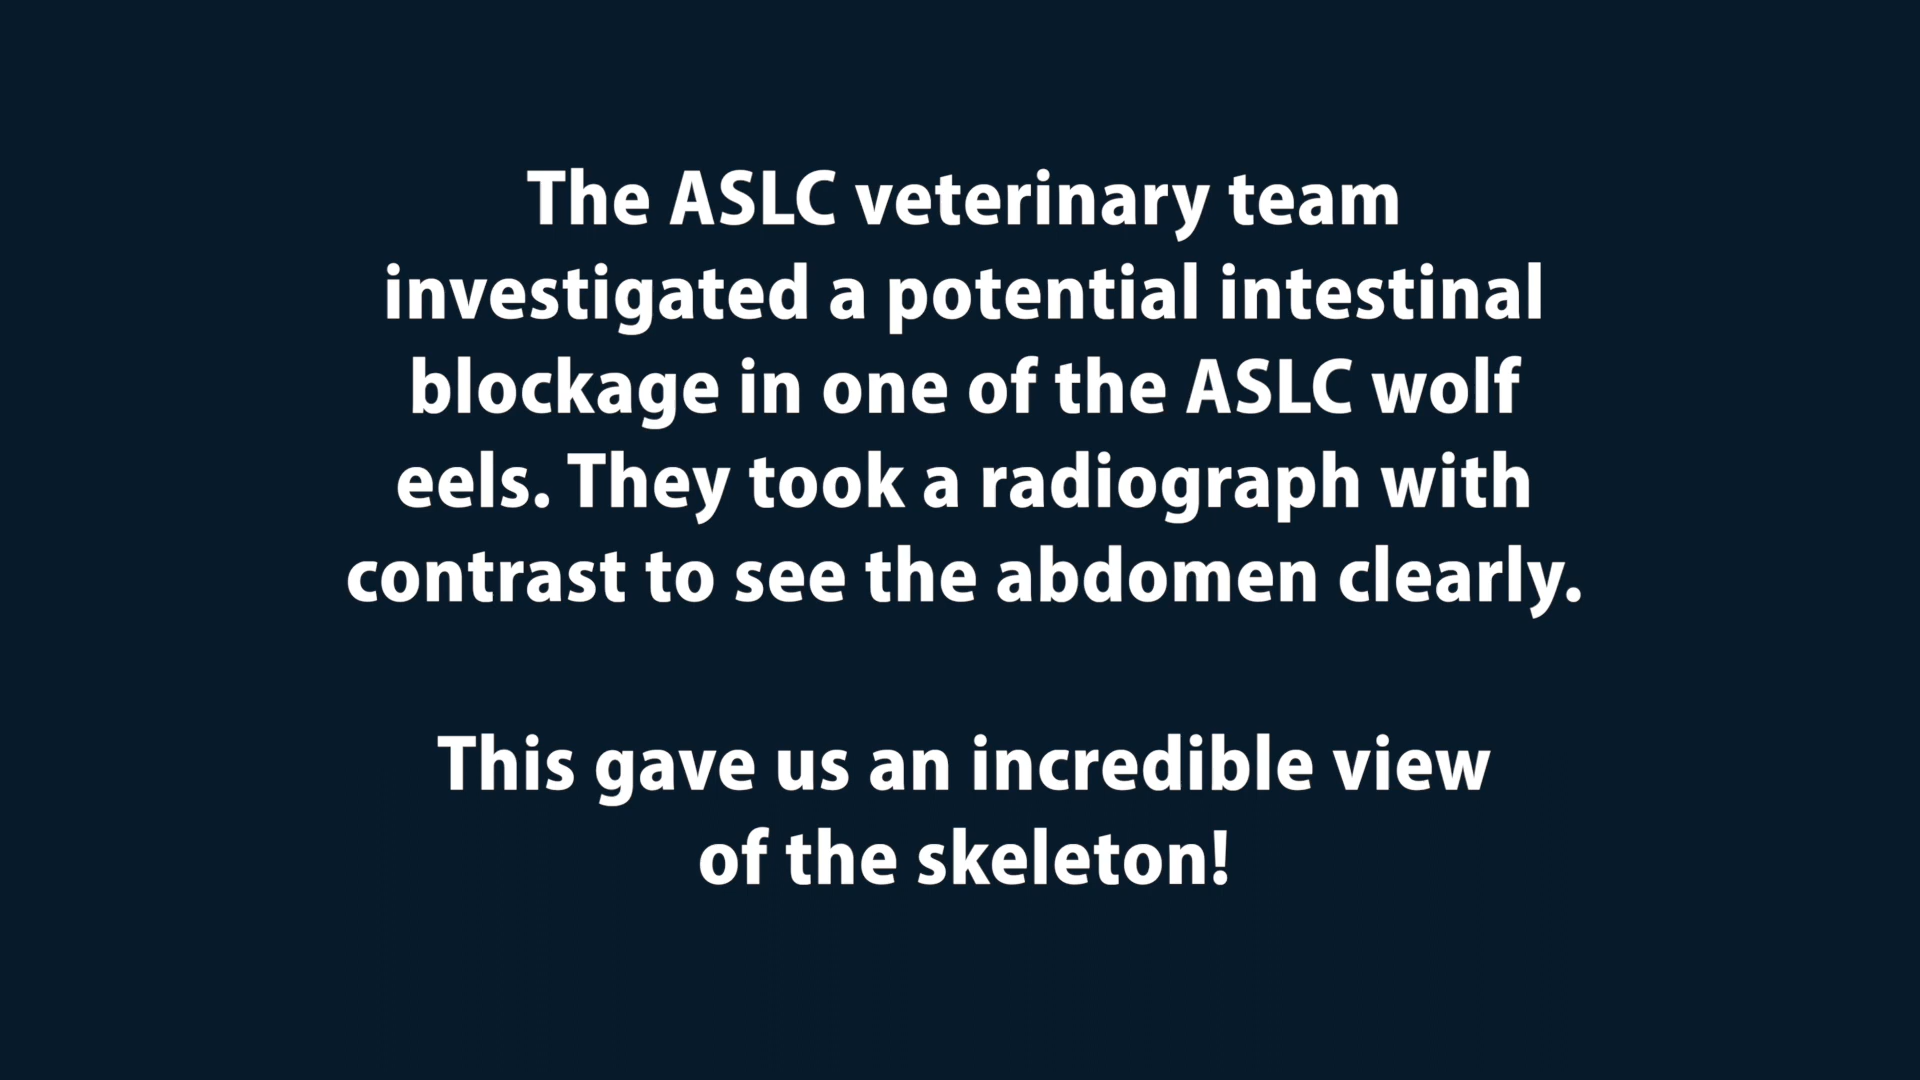 The ASLC veterinary team
investigated a potential intestinal
blockage in one of the ASLC wolf
eels. They took a radiograph with
contrast to see the abdomen clearly.
This gave us an incredible view
of the skeleton!